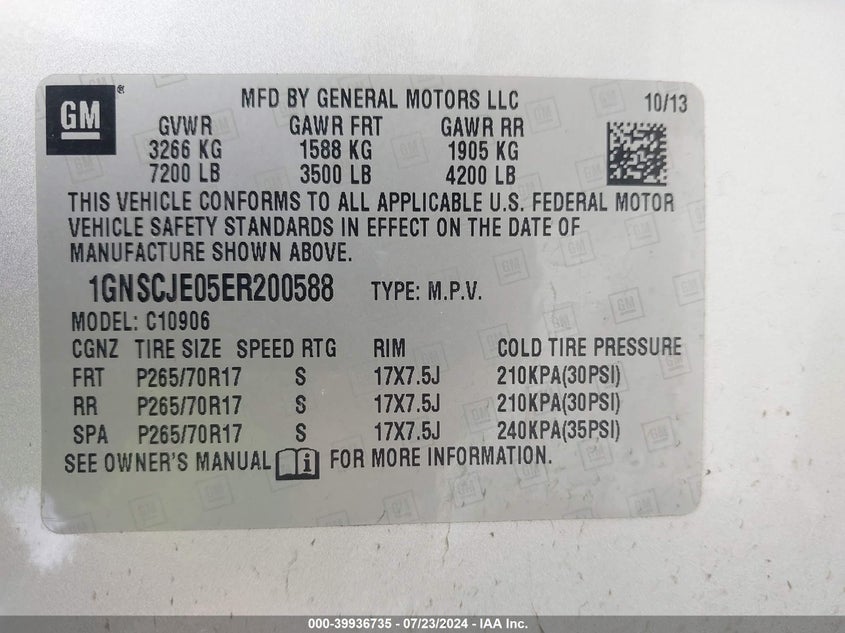 GM ®
MFD BY GENERAL MOTORS LLC 10/13
GVWR GAWR FRT GAWR RR
3266 KG 1588 KG 1905 KG
7200 LB 3500 LB 4200 LB
THIS VEHICLE CONFORMS TO ALL APPLICABLE U.S. FEDERAL MOTOR
VEHICLE SAFETY STANDARDS IN EFFECT ON THE DATE OF
MANUFACTURE SHOWN ABOVE.
1GNSCJE05ER200588 TYPE: M.P.V.
MODEL: C10906
CGNZ TIRE SIZE SPEED RTG RIM COLD TIRE PRESSURE
FRT P265/70R17 S 17X7.5J 210KPA(30PSI)
RR P265/70R17 S 17X7.5J 210KPA(30PSI)
SPA P265/70R17 S 17X7.5J 240KPA(35PSI)
SEE OWNER'S MANUAL i FOR MORE INFORMATION.
000-39936735 - 07/23/2024 - IAA Inc.